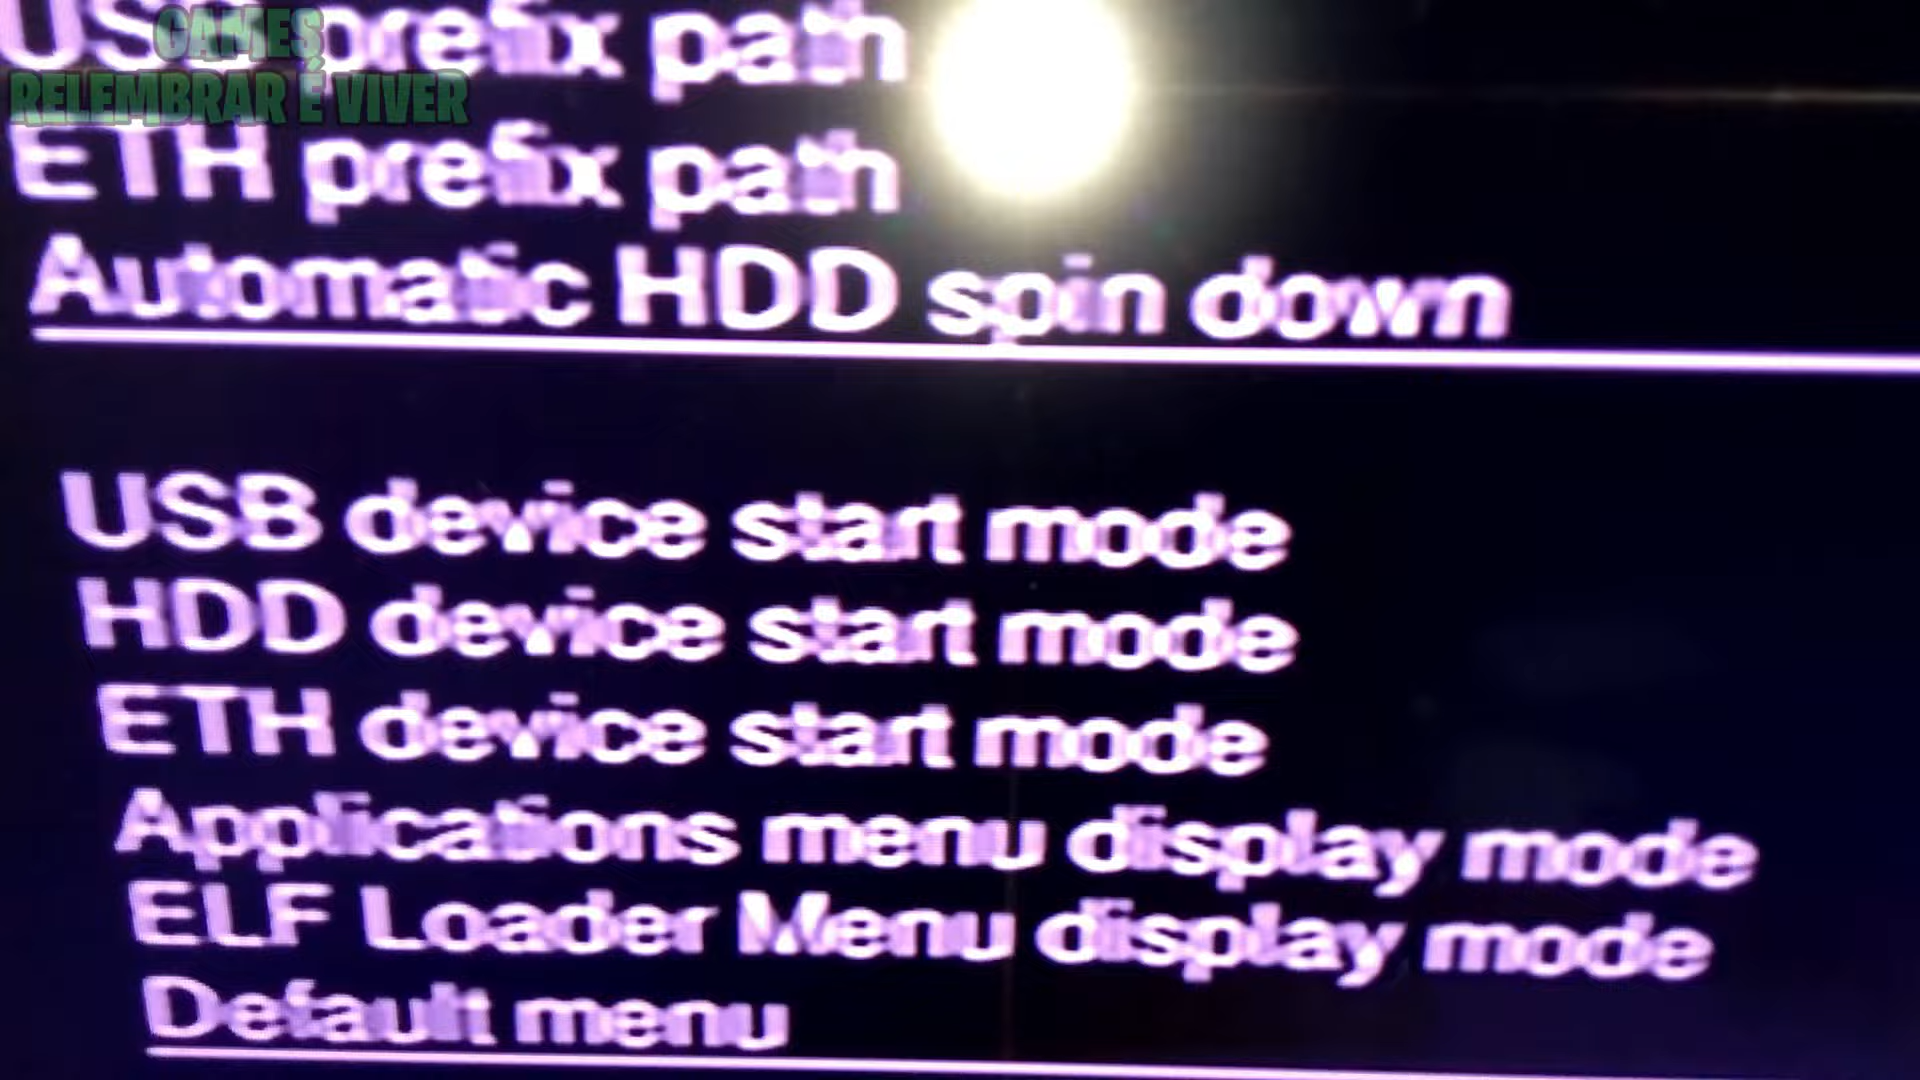 GAMES
RELEMBRAR É VIVER
USB prefix path
ETH prefix path
Automatic HDD spin down
USB device start mode
HDD device start mode
ETH device start mode
Applications menu display mode
ELF Loader Menu display mode
Default menu